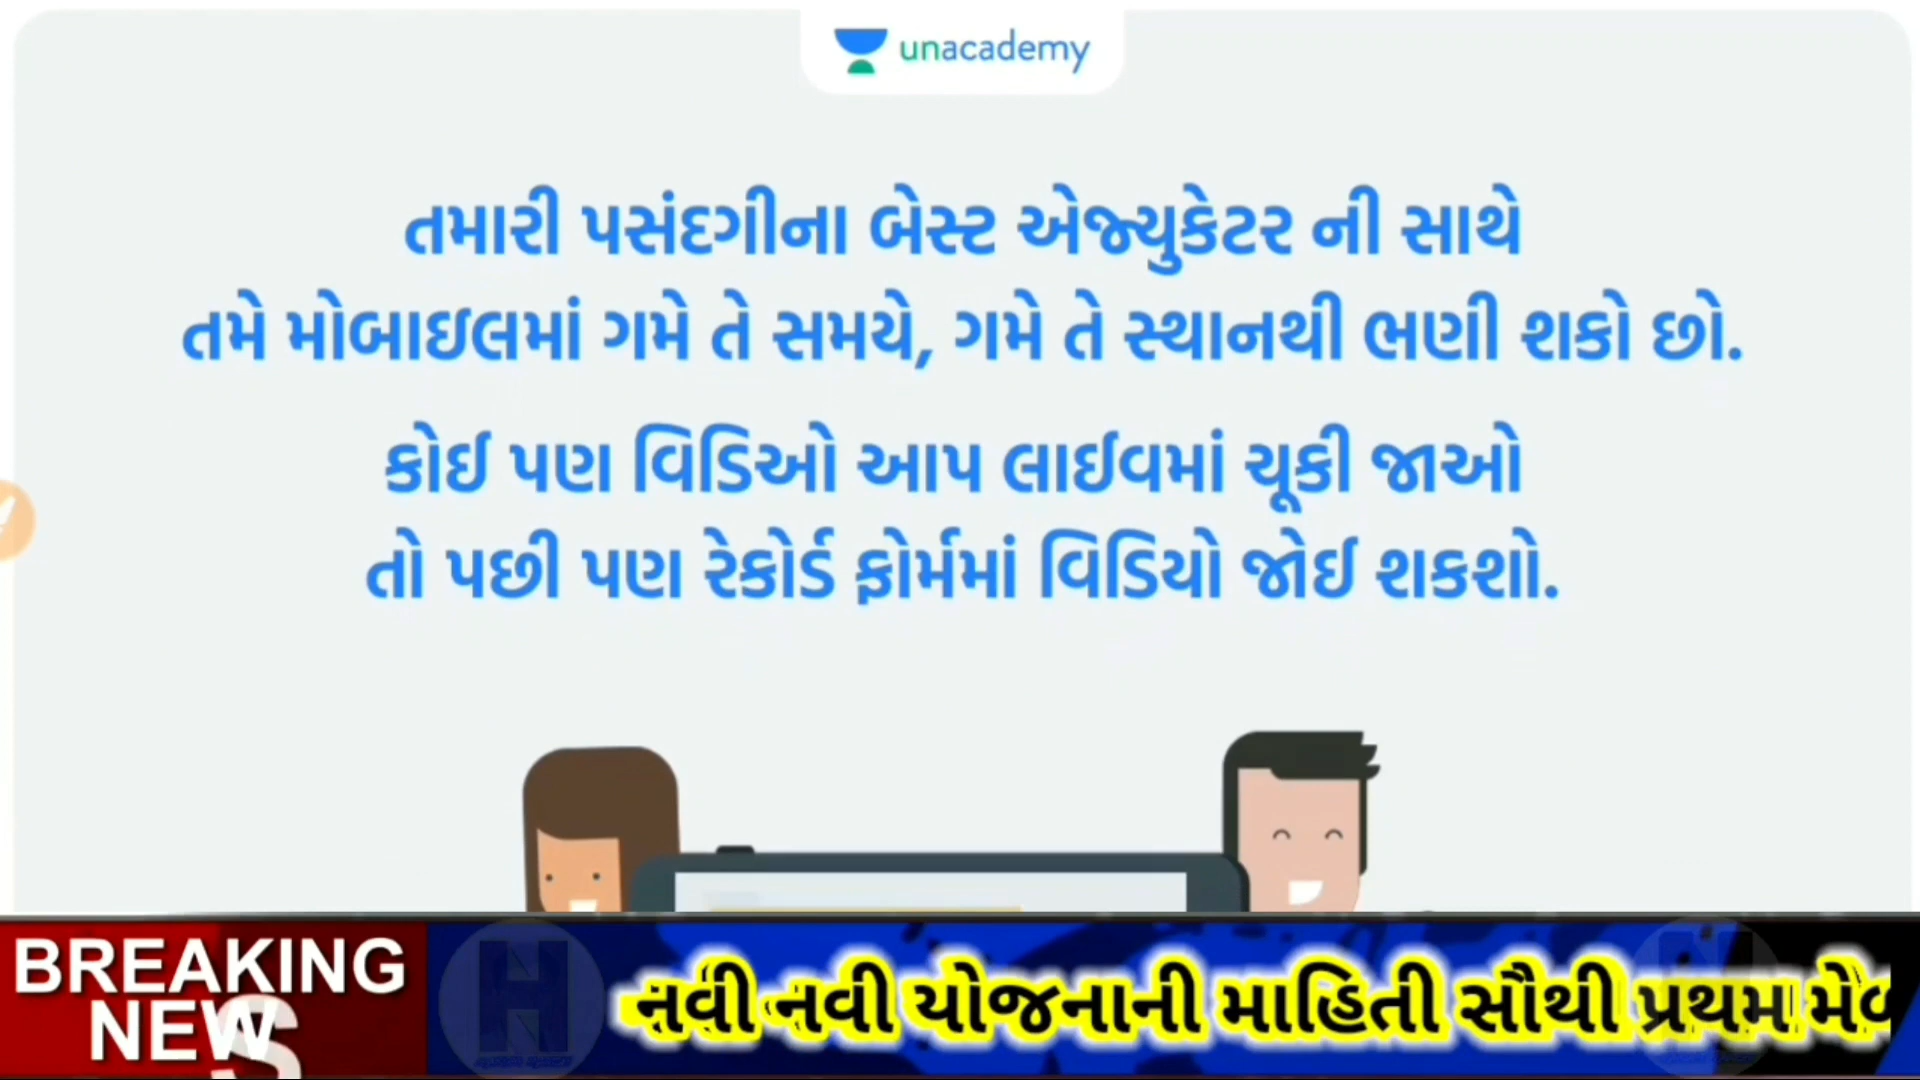 unacademy
તમારી પસંદગીના બેસ્ટ એજ્યુકેટર ની સાથે
તમે મોબાઇલમાં ગમે તે સમયે, ગમે તે સ્થાનથી ભણી શકો છો.
કોઈ પણ વિડિઓ આપ લાઈવમાં ચૂકી જાઓ
તો પછી પણ રેકોર્ડ ફોર્મમાં વિડિયો જોઈ શકશો.
BREAKING
NEWS
નવી નવી યોજનાની માહિતી સૌથી પ્રથમ